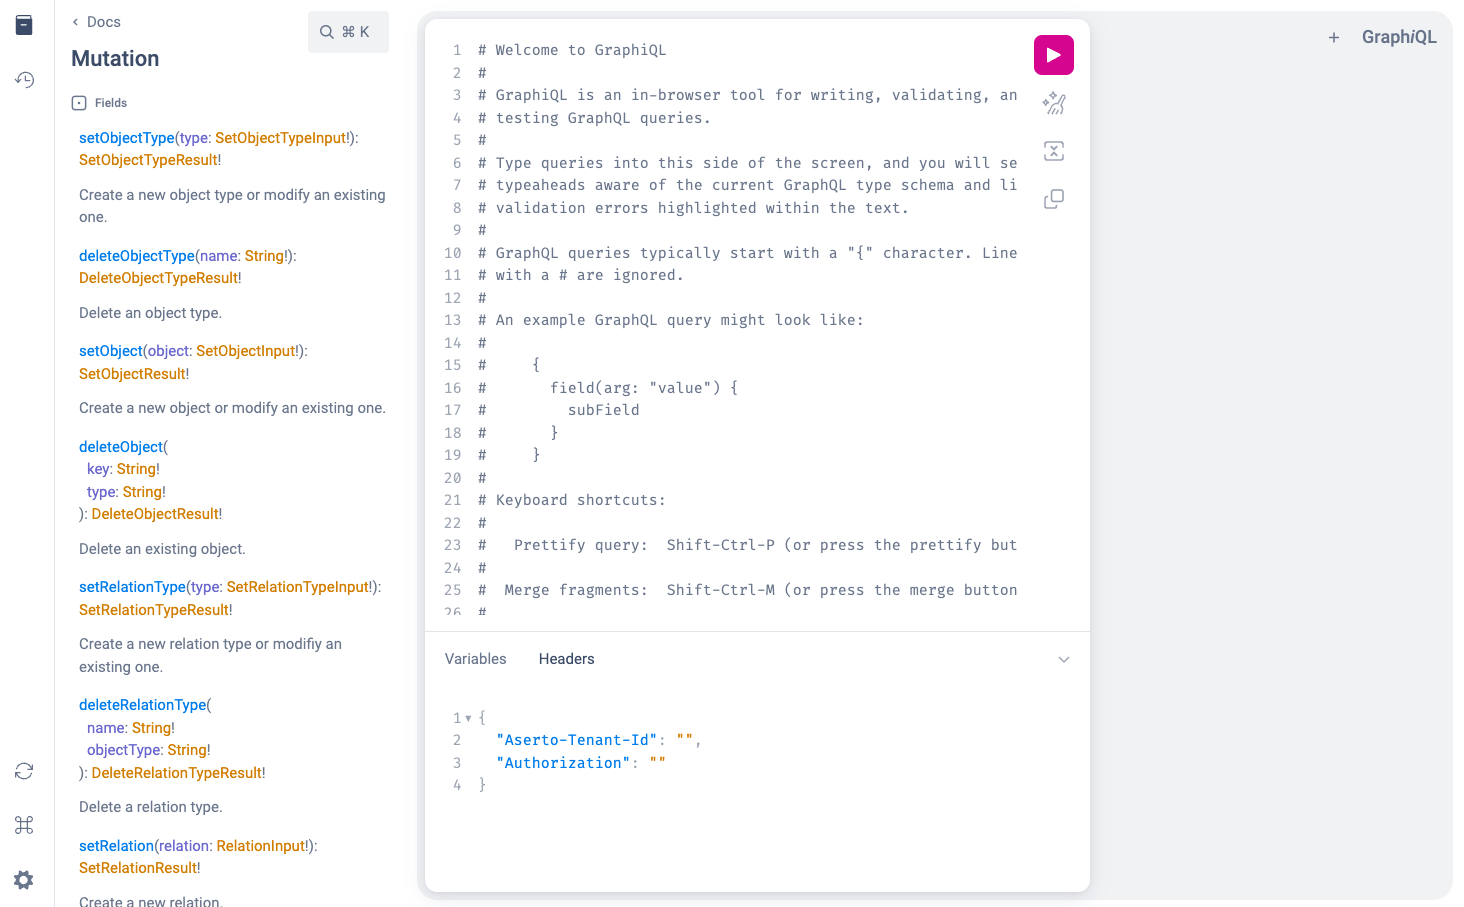 Docs
⌘ K
Mutation
Fields
setObjectType(type: SetObjectTypeInput!):
SetObjectTypeResult!
Create a new object type or modify an existing
one.
deleteObjectType(name: String!):
DeleteObjectTypeResult!
Delete an object type.
setObject(object: SetObjectInput!):
SetObjectResult!
Create a new object or modify an existing one.
deleteObject(
key: String!
type: String!
): DeleteObjectResult!
Delete an existing object.
setRelationType(type: SetRelationTypeInput!):
SetRelationTypeResult!
Create a new relation type or modifiy an
existing one.
deleteRelationType(
name: String!
objectType: String!
): DeleteRelationTypeResult!
Delete a relation type.
setRelation(relation: RelationInput!):
SetRelationResult!
Create a new relation.
1 # Welcome to GraphiQL
2 #
3 # GraphiQL is an in-browser tool for writing, validating, an
4 # testing GraphQL queries.
5 #
6 # Type queries into this side of the screen, and you will se
7 # typeaheads aware of the current GraphQL type schema and li
8 # validation errors highlighted within the text.
9 #
10 # GraphQL queries typically start with a "{" character. Line
11 # with a # are ignored.
12 #
13 # An example GraphQL query might look like:
14 #
15 #     {
16 #       field(arg: "value") {
17 #         subField
18 #       }
19 #     }
20 #
21 # Keyboard shortcuts:
22 #
23 #   Prettify query:  Shift-Ctrl-P (or press the prettify but
24 #
25 #  Merge fragments:  Shift-Ctrl-M (or press the merge button
26 #
Variables Headers
1 {
2   "Aserto-Tenant-Id": "",
3   "Authorization": ""
4 }
+ GraphiQL